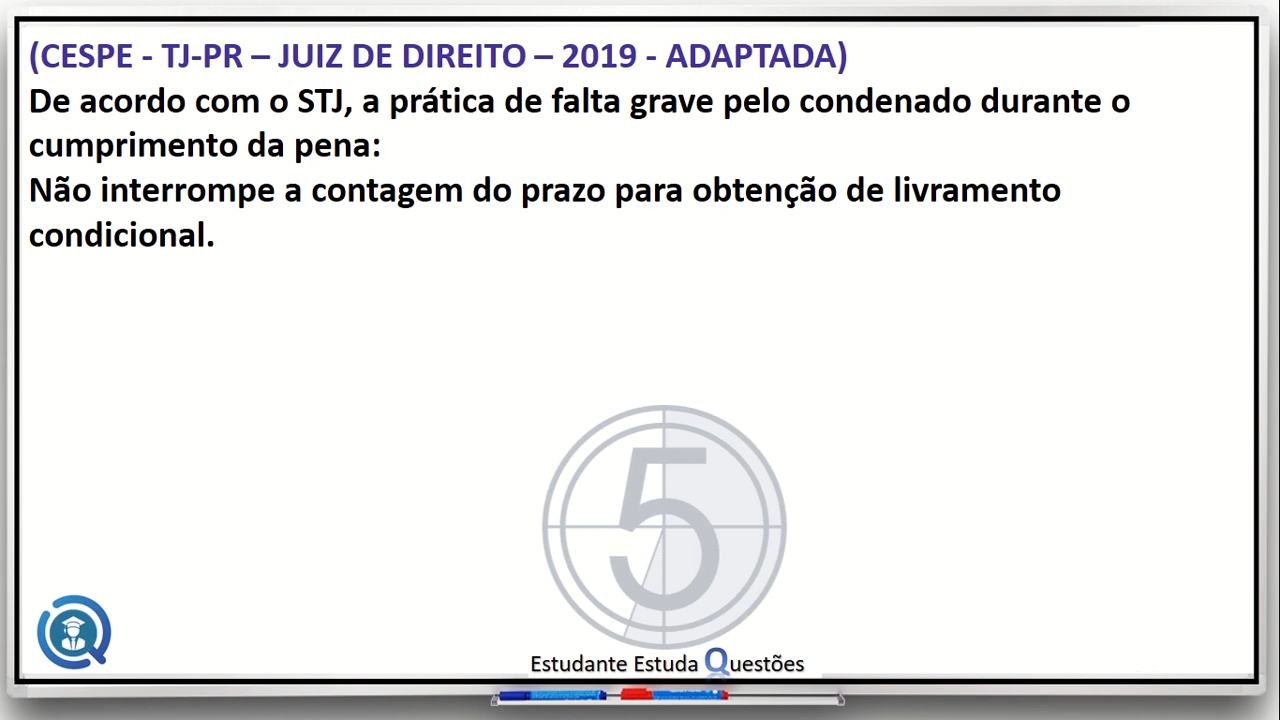 (CESPE - TJ-PR – JUIZ DE DIREITO – 2019 - ADAPTADA)
De acordo com o STJ, a prática de falta grave pelo condenado durante o
cumprimento da pena:
Não interrompe a contagem do prazo para obtenção de livramento
condicional.
5
Estudante Estuda Questões